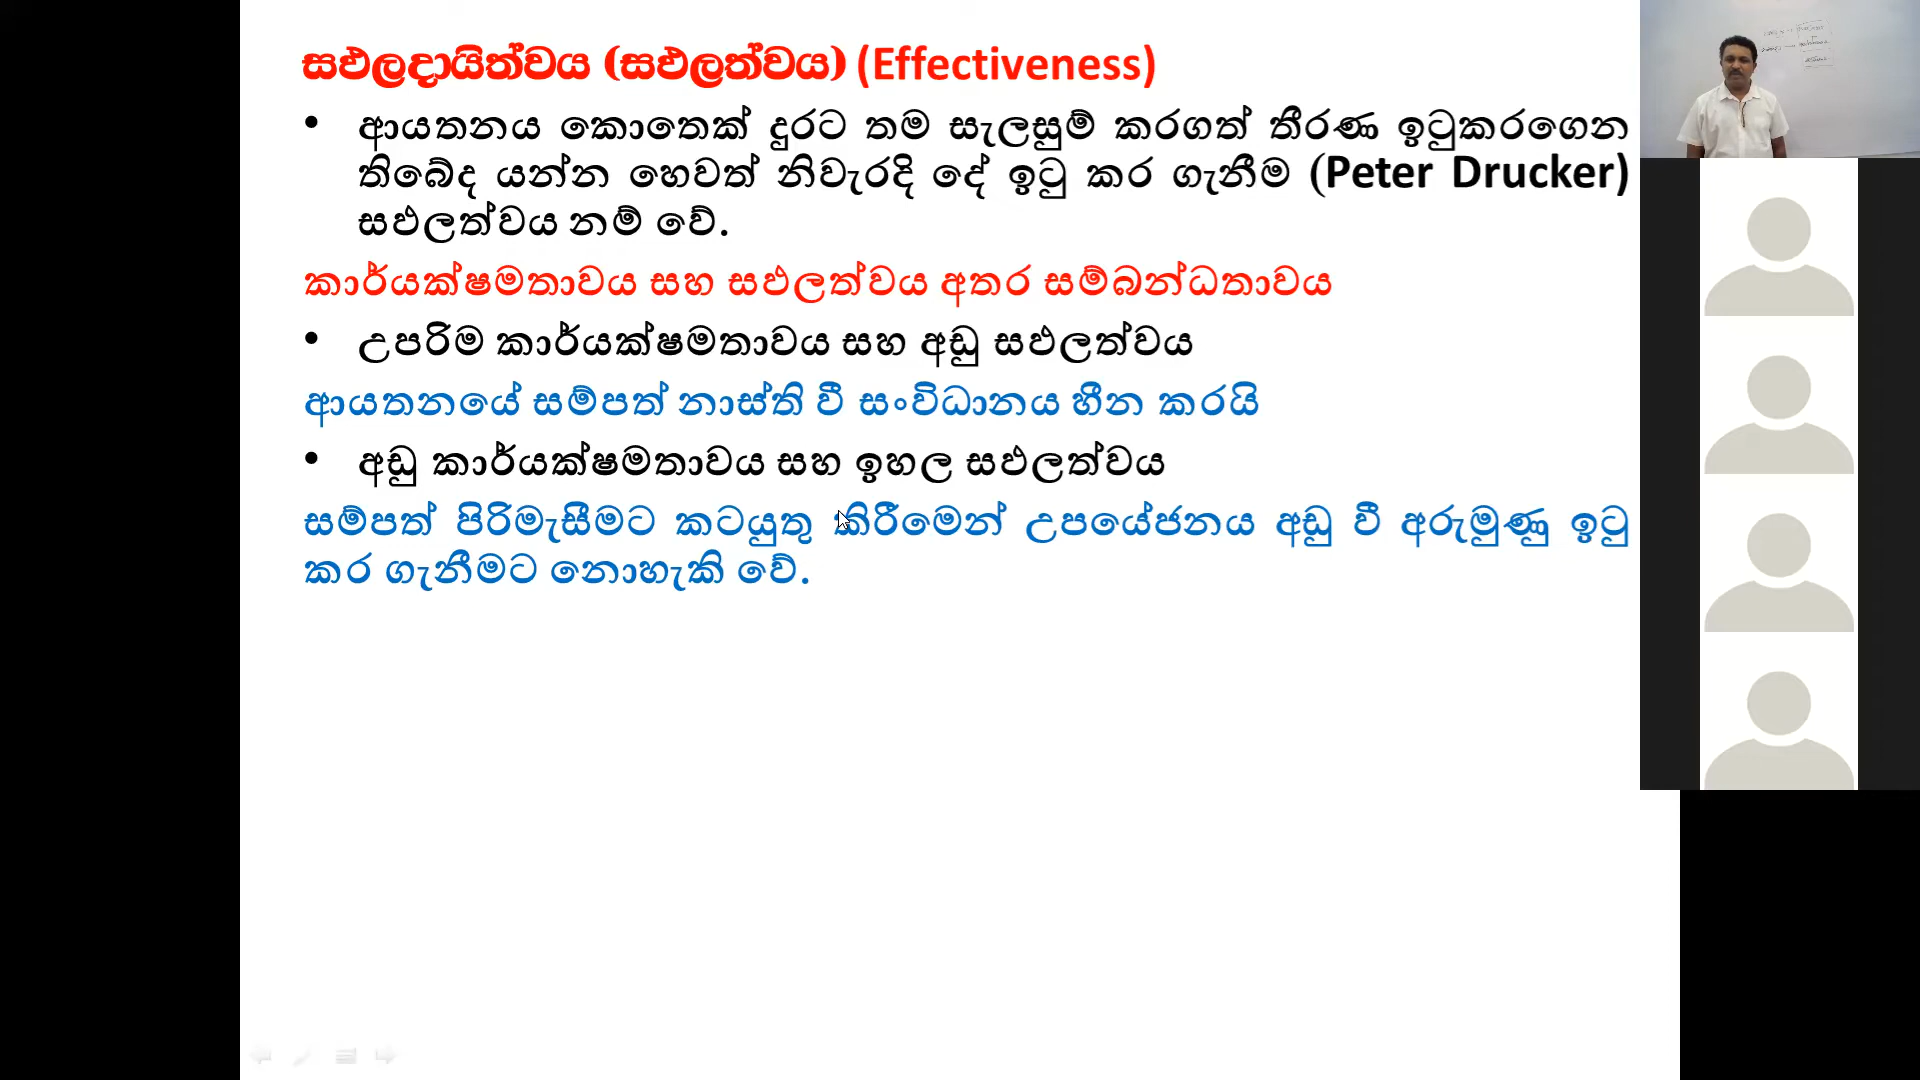 සඵලදායිත්වය (සඵලත්වය) (Effectiveness)
• ආයතනය කොතෙක් දුරට තම සැලසුම් කරගත් තීරණ ඉටුකරගෙන
තිබේද යන්න හෙවත් නිවැරදි දේ ඉටු කර ගැනීම (Peter Drucker)
සඵලත්වය නම් වේ.
කාර්යක්ෂමතාවය සහ සඵලත්වය අතර සම්බන්ධතාවය
• උපරිම කාර්යක්ෂමතාවය සහ අඩු සඵලත්වය
ආයතනයේ සම්පත් නාස්ති වී සංවිධානය හීන කරයි
• අඩු කාර්යක්ෂමතාවය සහ ඉහල සඵලත්වය
සම්පත් පිරිමැසීමට කටයුතු කිරීමෙන් උපයේජනය අඩු වී අරුමුණු ඉටු
කර ගැනීමට නොහැකි වේ.